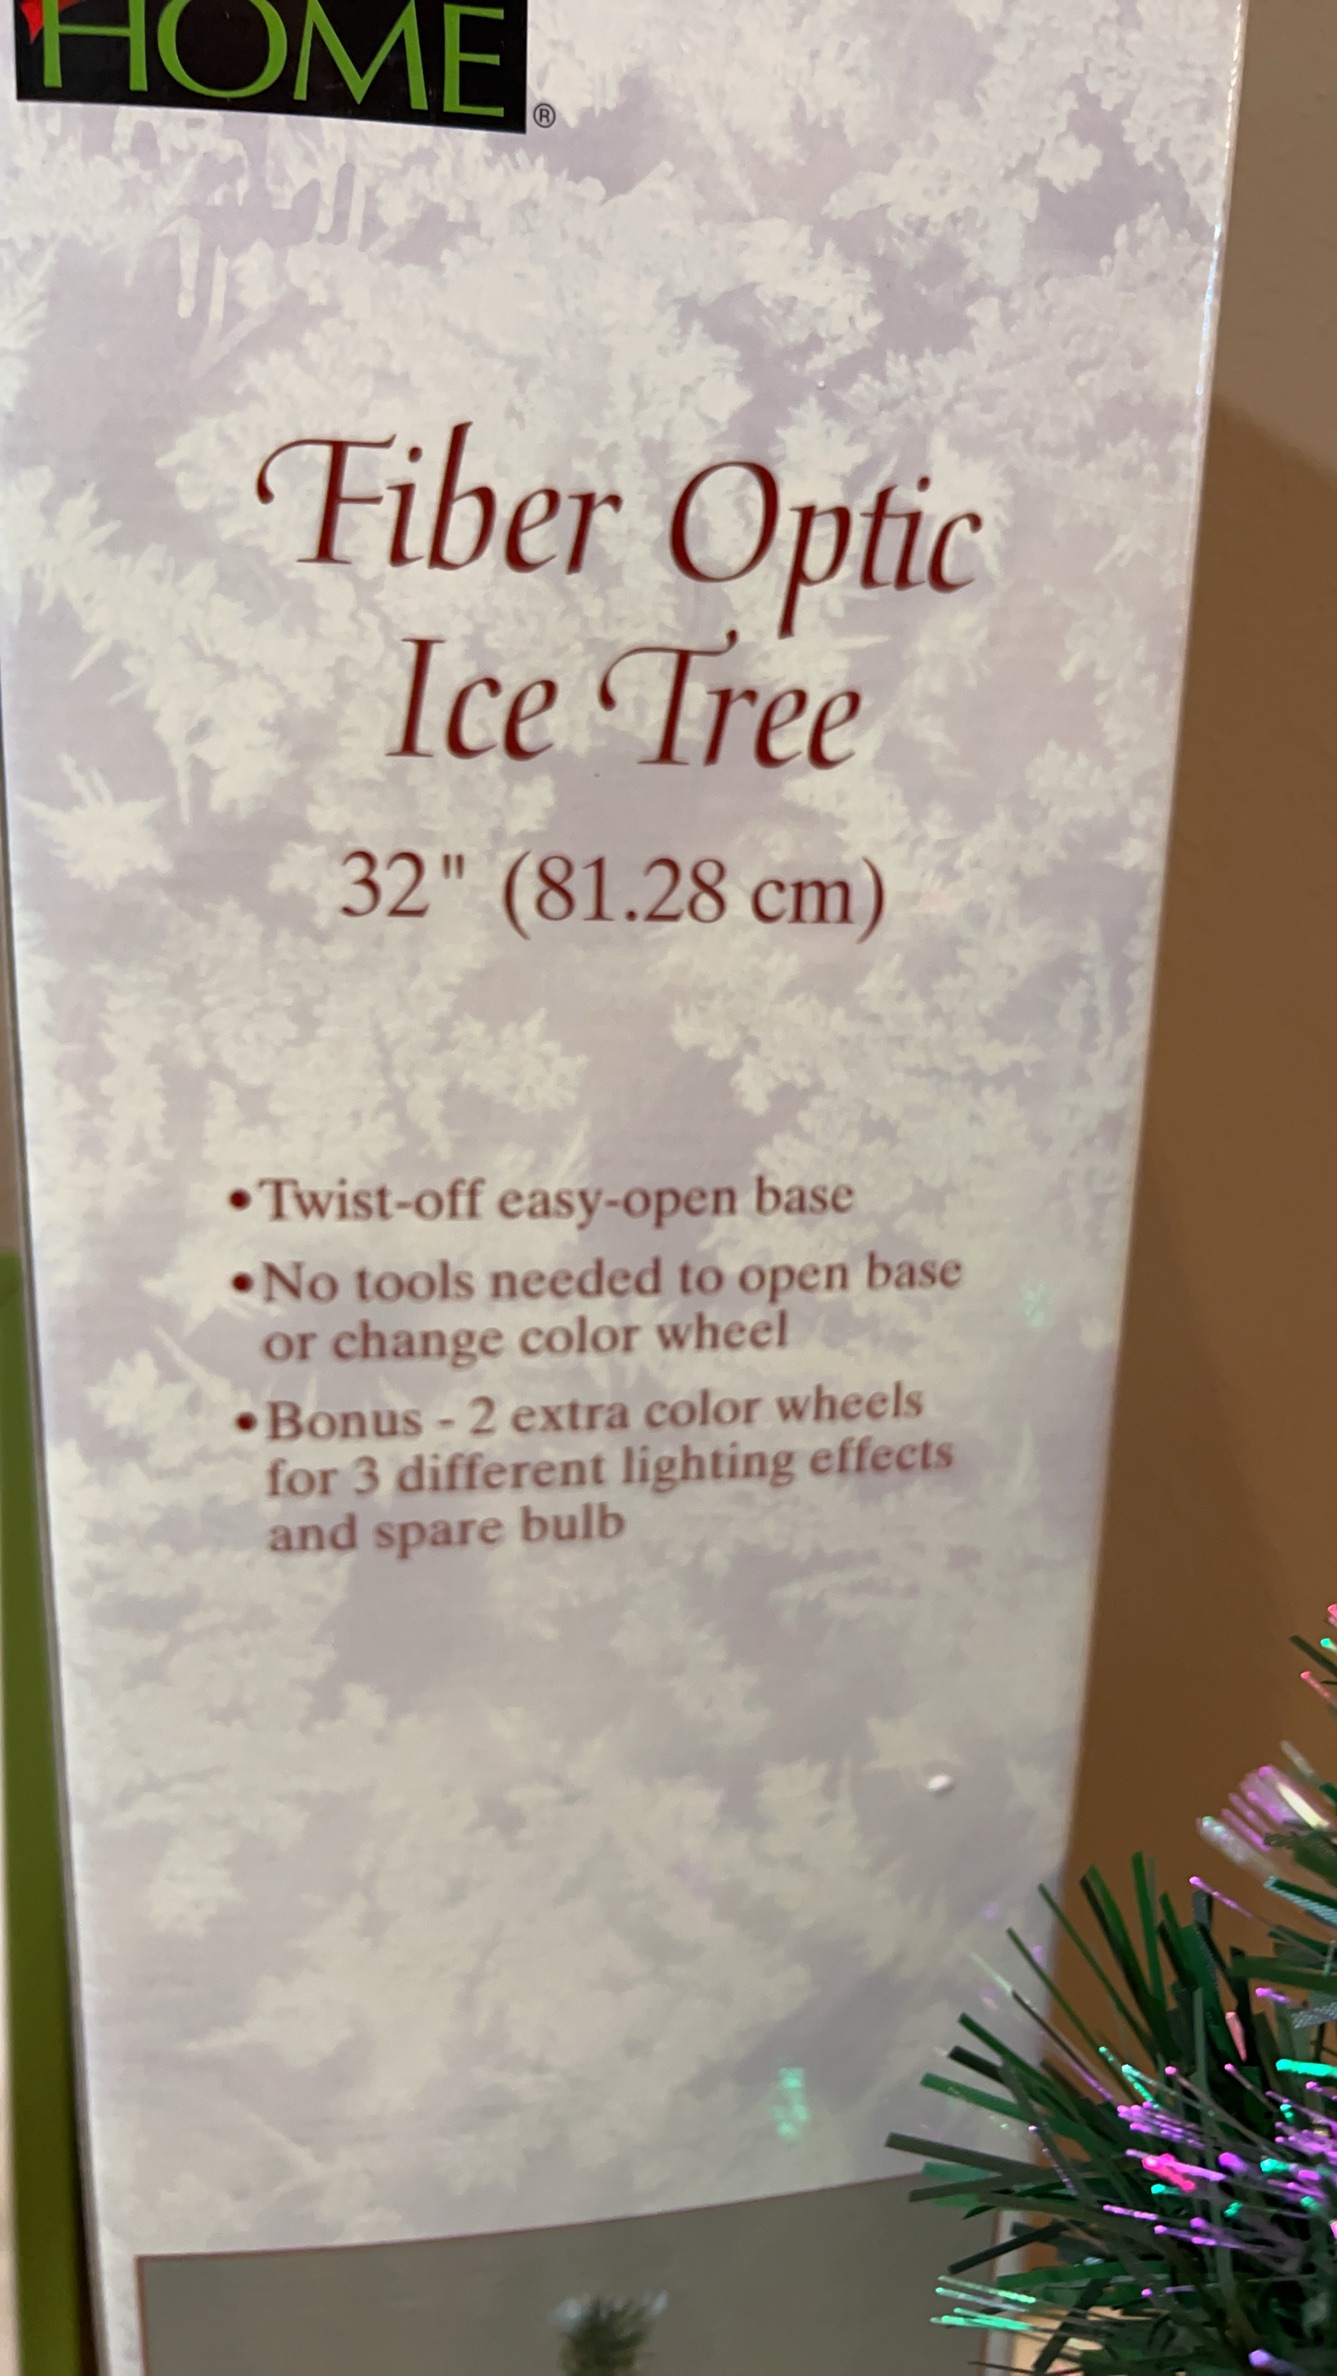 HOME®
Fiber Optic
Ice Tree
32" (81.28 cm)
•Twist-off easy-open base
•No tools needed to open base
or change color wheel
•Bonus - 2 extra color wheels
for 3 different lighting effects
and spare bulb